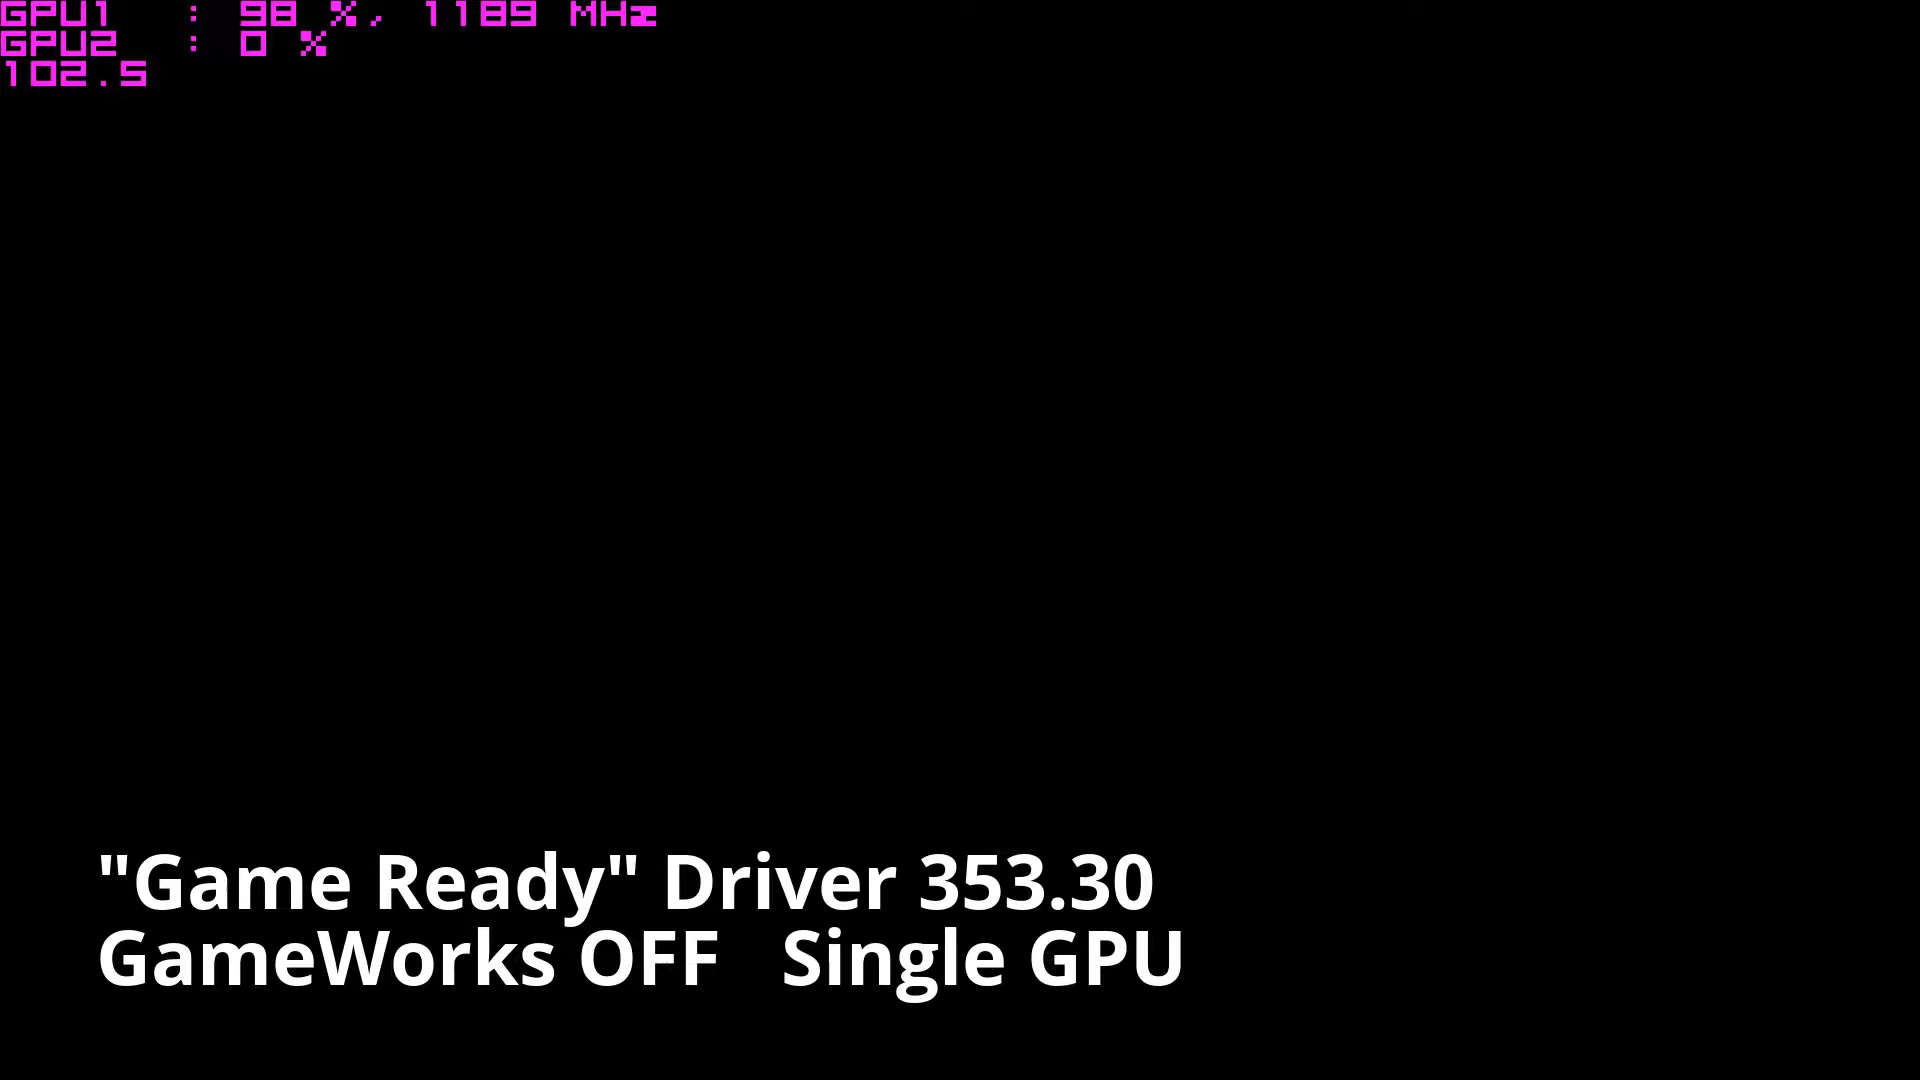 GPU1 : 98 %, 1189 MHz
GPU2 : 0 %
102.5
"Game Ready" Driver 353.30
GameWorks OFF Single GPU